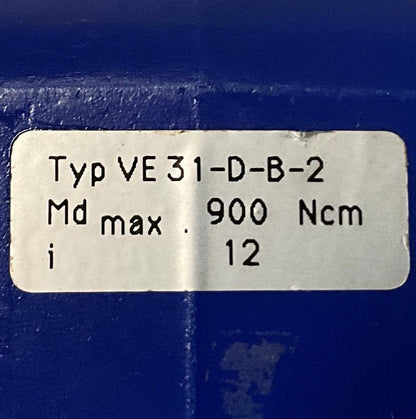 Typ VE 31-D-B-2
Md max . 900 Ncm
i 12